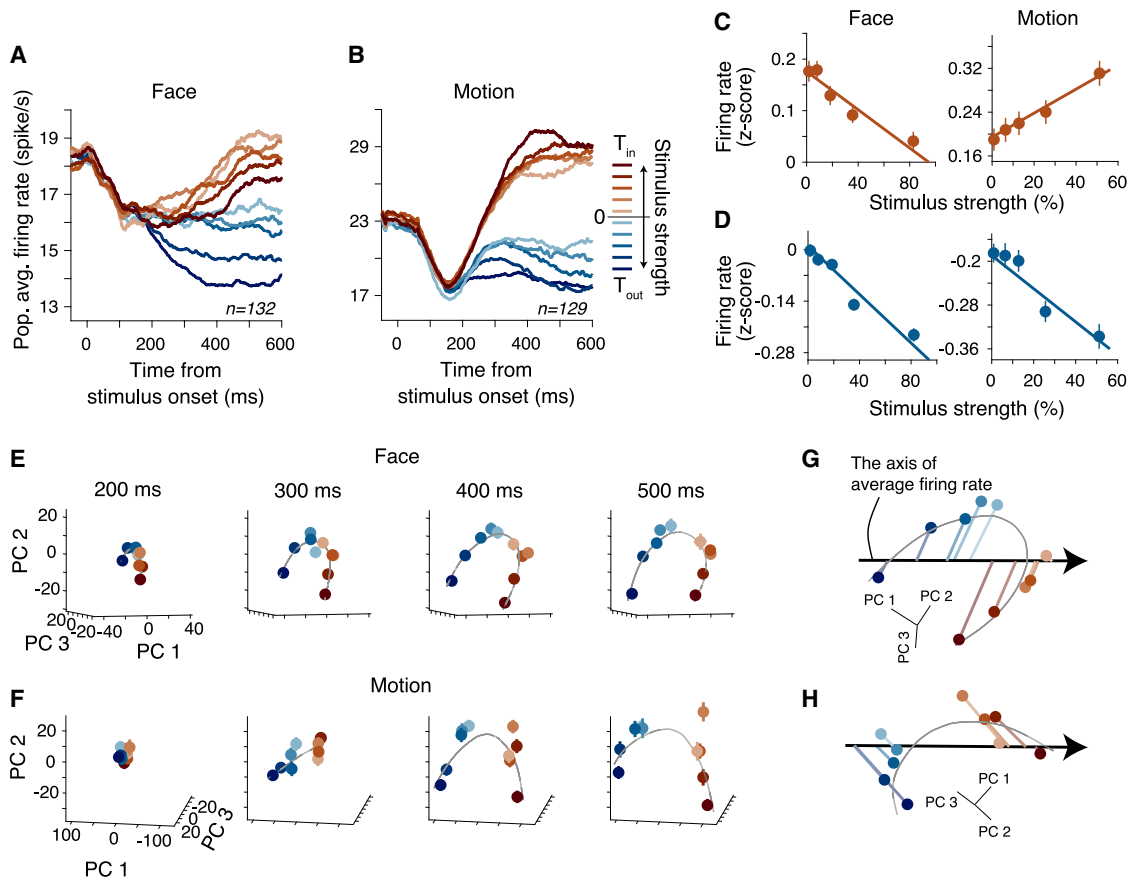 A
Face
Pop. avg. firing rate (spike/s)
19
18
17
16
15
14
13
0
200
400
600
n=132
Time from
stimulus onset (ms)
B
Motion
29
23
17
0
200
400
600
n=129
Time from
stimulus onset (ms)
Tin
0
Tout
Stimulus strength
C
Face
Motion
Firing rate
(z-score)
0.2
0.1
0
0
40
80
0.32
0.24
0.16
0
20
40
60
Stimulus strength (%)
D
Firing rate
(z-score)
0
-0.14
-0.28
0
40
80
-0.2
-0.28
-0.36
0
20
40
60
Stimulus strength (%)
E
Face
200 ms
300 ms
400 ms
500 ms
PC 2
20
0
-20
20
0
-20
-40
0
40
PC 3
PC 1
F
Motion
PC 2
20
0
-20
100
0
-100
PC 1
-20
0
20
PC 3
G
The axis of
average firing rate
PC 1
PC 2
PC 3
H
PC 1
PC 3
PC 2